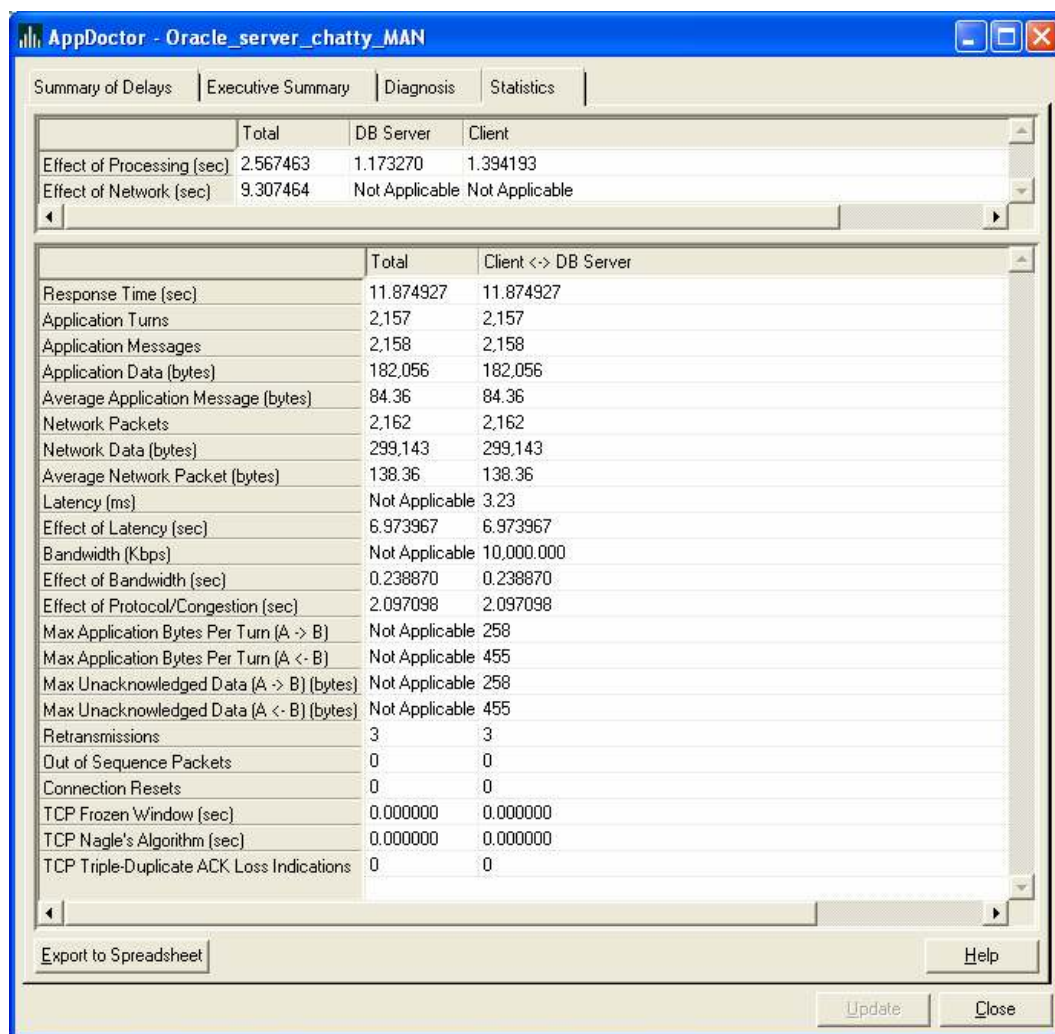 AppDoctor - Oracle_server_chatty_MAN
Summary of Delays Executive Summary Diagnosis Statistics
Total DB Server Client
Effect of Processing (sec) 2.567463 1.173270 1.394193
Effect of Network (sec) 9.307464 Not Applicable Not Applicable
Total Client <-> DB Server
Response Time (sec) 11.874927 11.874927
Application Turns 2,157 2,157
Application Messages 2,158 2,158
Application Data (bytes) 182,056 182,056
Average Application Message (bytes) 84.36 84.36
Network Packets 2,162 2,162
Network Data (bytes) 299,143 299,143
Average Network Packet (bytes) 138.36 138.36
Latency (ms) Not Applicable 3.23
Effect of Latency (sec) 6.973967 6.973967
Bandwidth (Kbps) Not Applicable 10,000.000
Effect of Bandwidth (sec) 0.238870 0.238870
Effect of Protocol/Congestion (sec) 2.097098 2.097098
Max Application Bytes Per Turn (A -> B) Not Applicable 258
Max Application Bytes Per Turn (A <- B) Not Applicable 455
Max Unacknowledged Data (A -> B) (bytes) Not Applicable 258
Max Unacknowledged Data (A <- B) (bytes) Not Applicable 455
Retransmissions 3 3
Out of Sequence Packets 0 0
Connection Resets 0 0
TCP Frozen Window (sec) 0.000000 0.000000
TCP Nagle's Algorithm (sec) 0.000000 0.000000
TCP Triple-Duplicate ACK Loss Indications 0 0
Export to Spreadsheet Help
Update Close